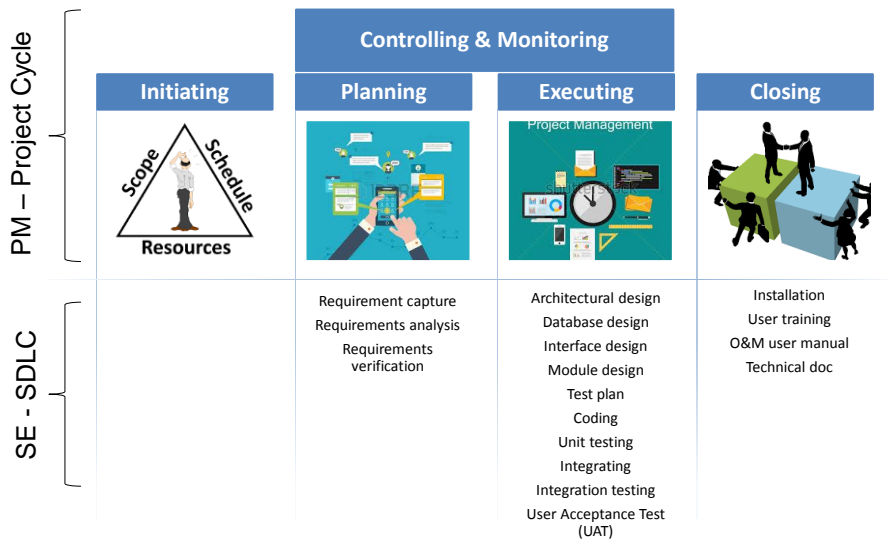 PM – Project Cycle
Controlling & Monitoring
Initiating
Planning
Executing
Closing
Scope
Schedule
Resources
Project Management
SE - SDLC
Requirement capture
Requirements analysis
Requirements
verification
Architectural design
Database design
Interface design
Module design
Test plan
Coding
Unit testing
Integrating
Integration testing
User Acceptance Test
(UAT)
Installation
User training
O&M user manual
Technical doc